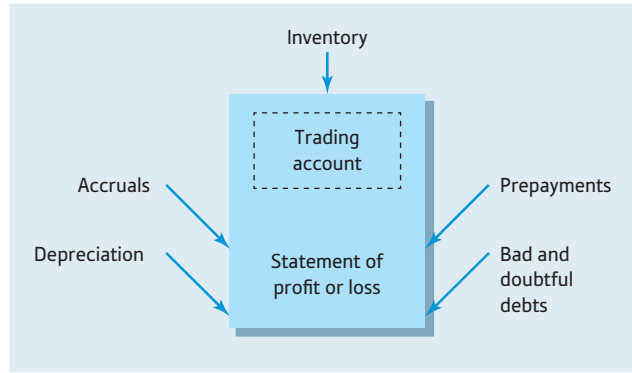 Inventory
Trading
account
Accruals
Prepayments
Depreciation
Statement of
profit or loss
Bad and
doubtful
debts